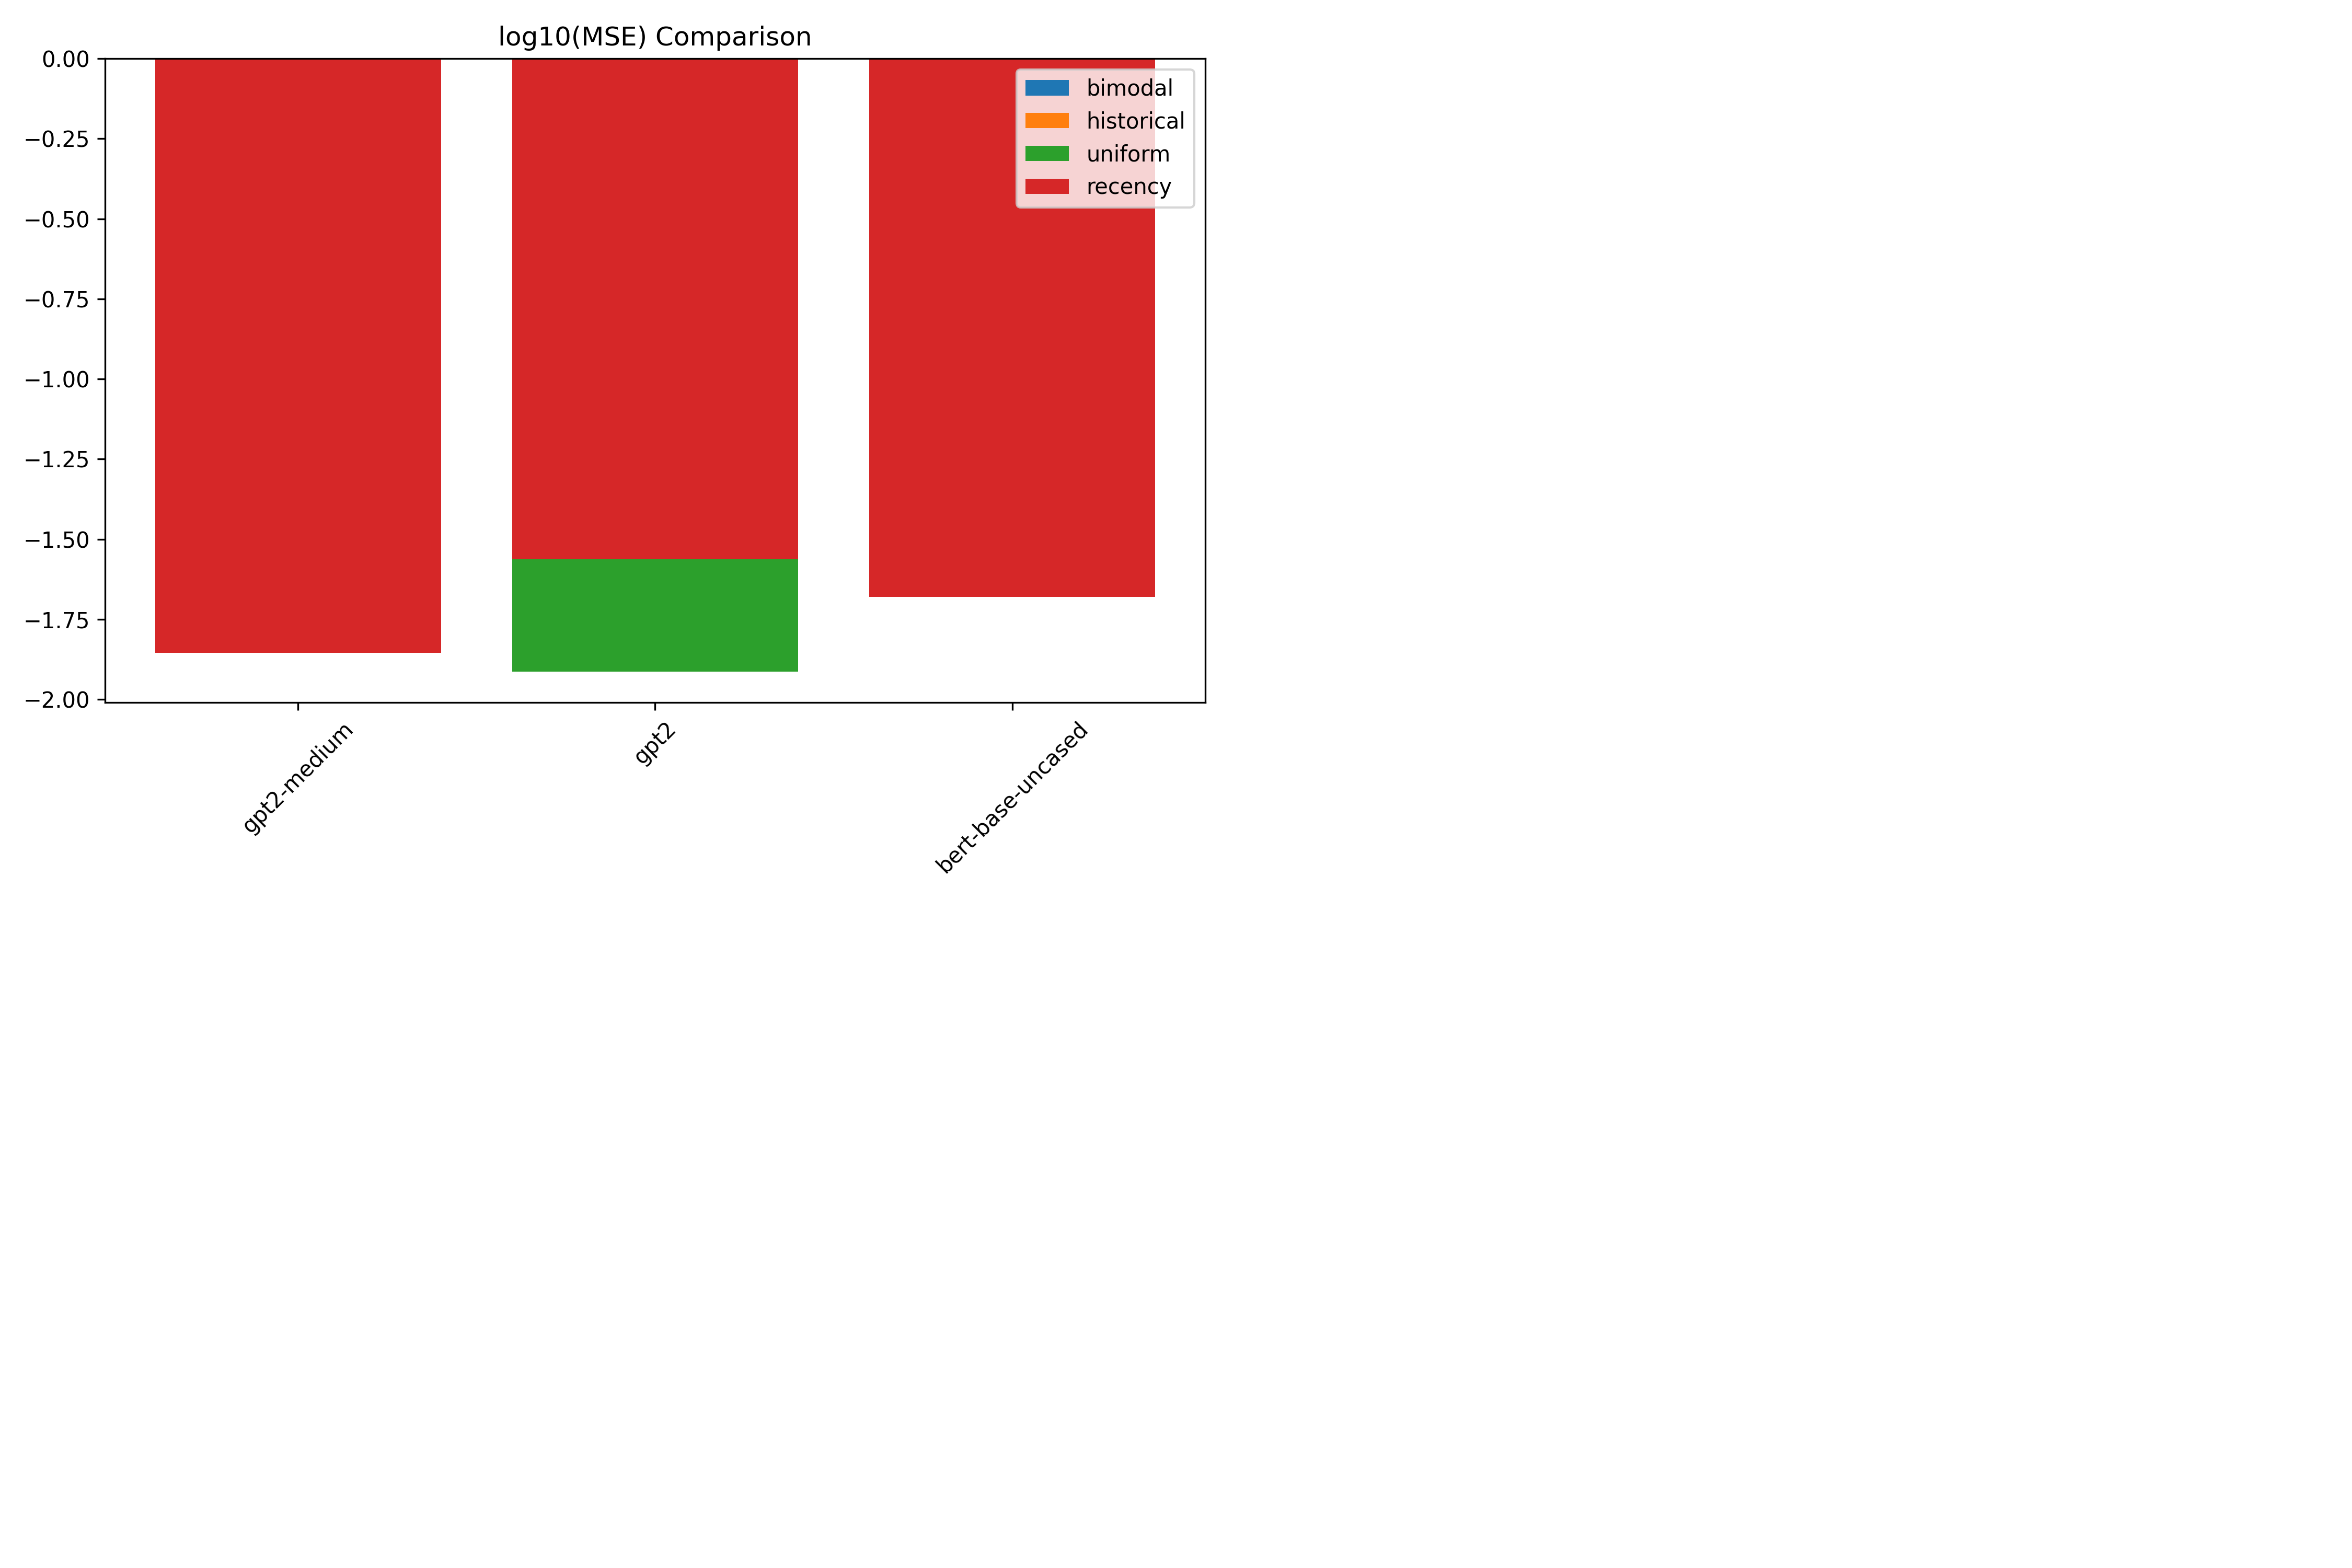 log10(MSE) Comparison
0.00
−0.25
−0.50
−0.75
−1.00
−1.25
−1.50
−1.75
−2.00
bimodal
historical
uniform
recency
gpt2-medium
gpt2
bert-base-uncased